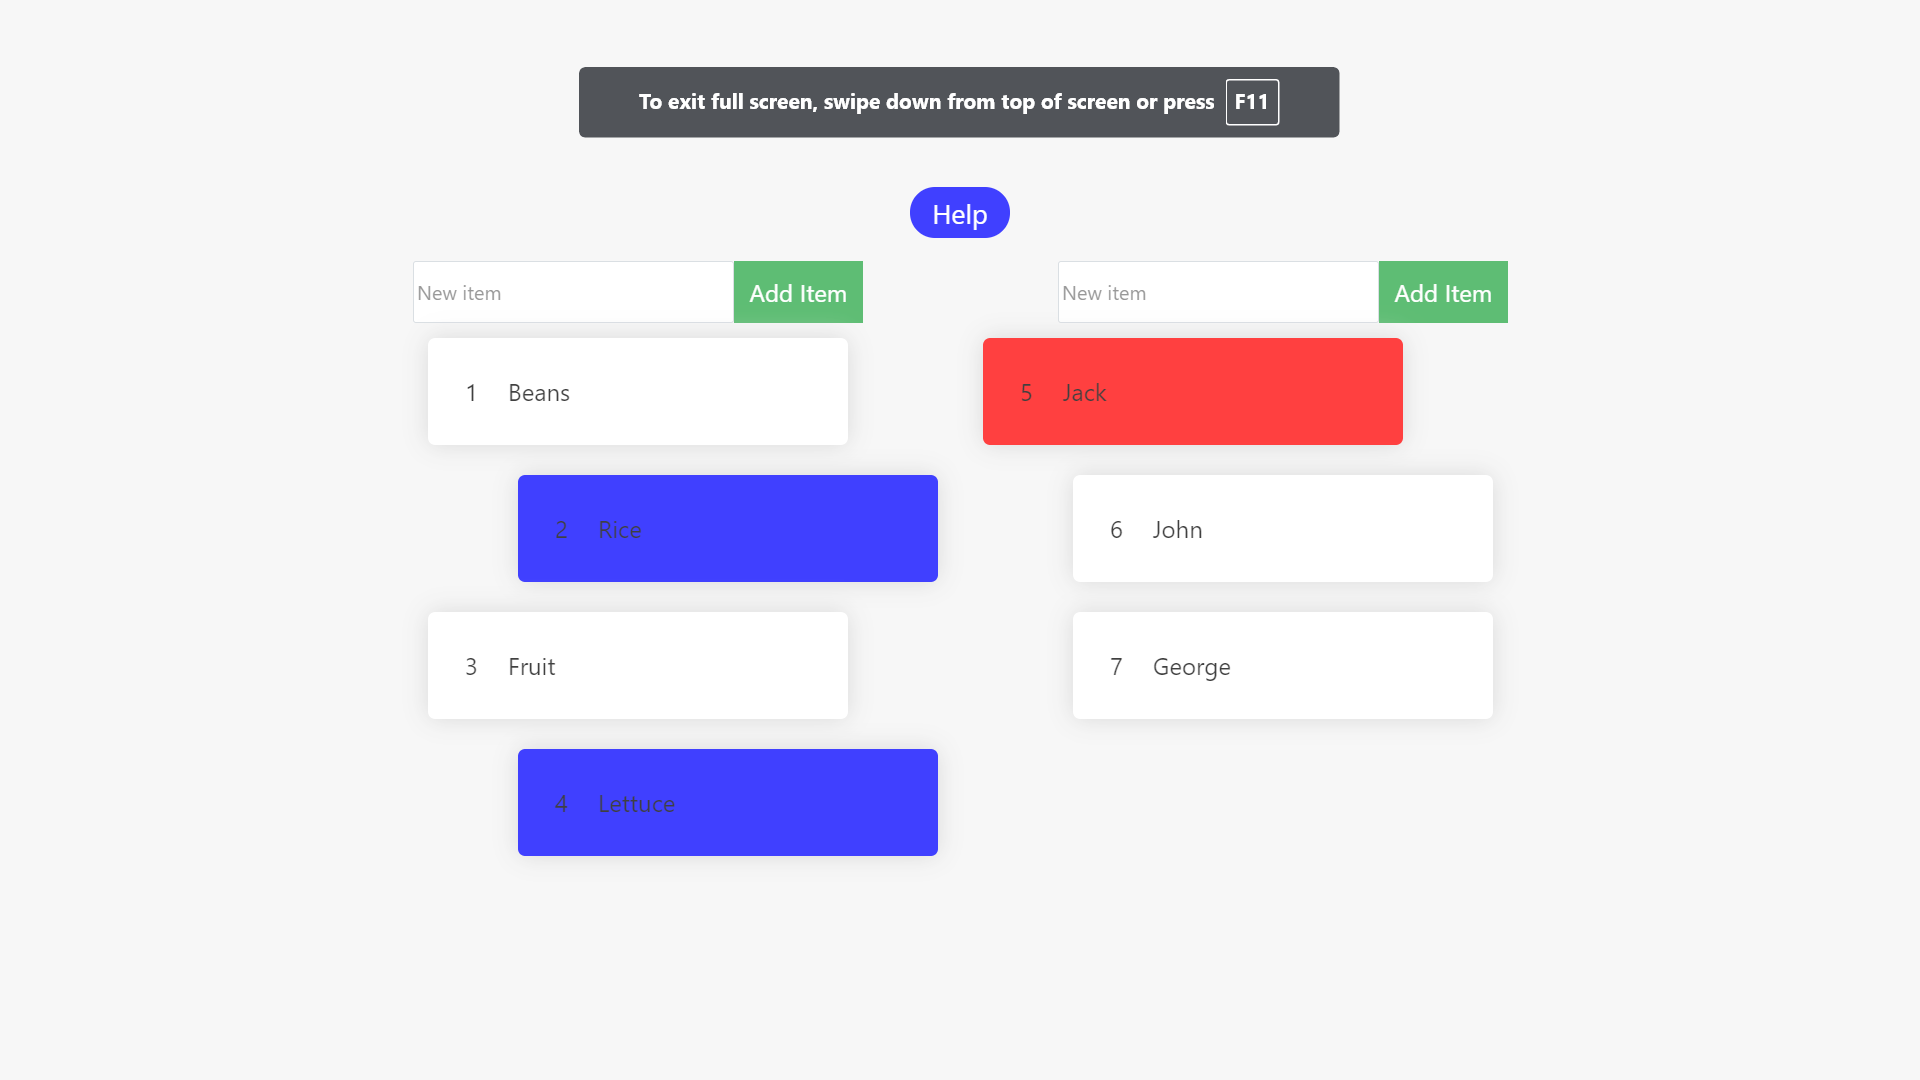 To exit full screen, swipe down from top of screen or press F11
Help
New item Add Item
1 Beans
2 Rice
3 Fruit
4 Lettuce
New item Add Item
5 Jack
6 John
7 George